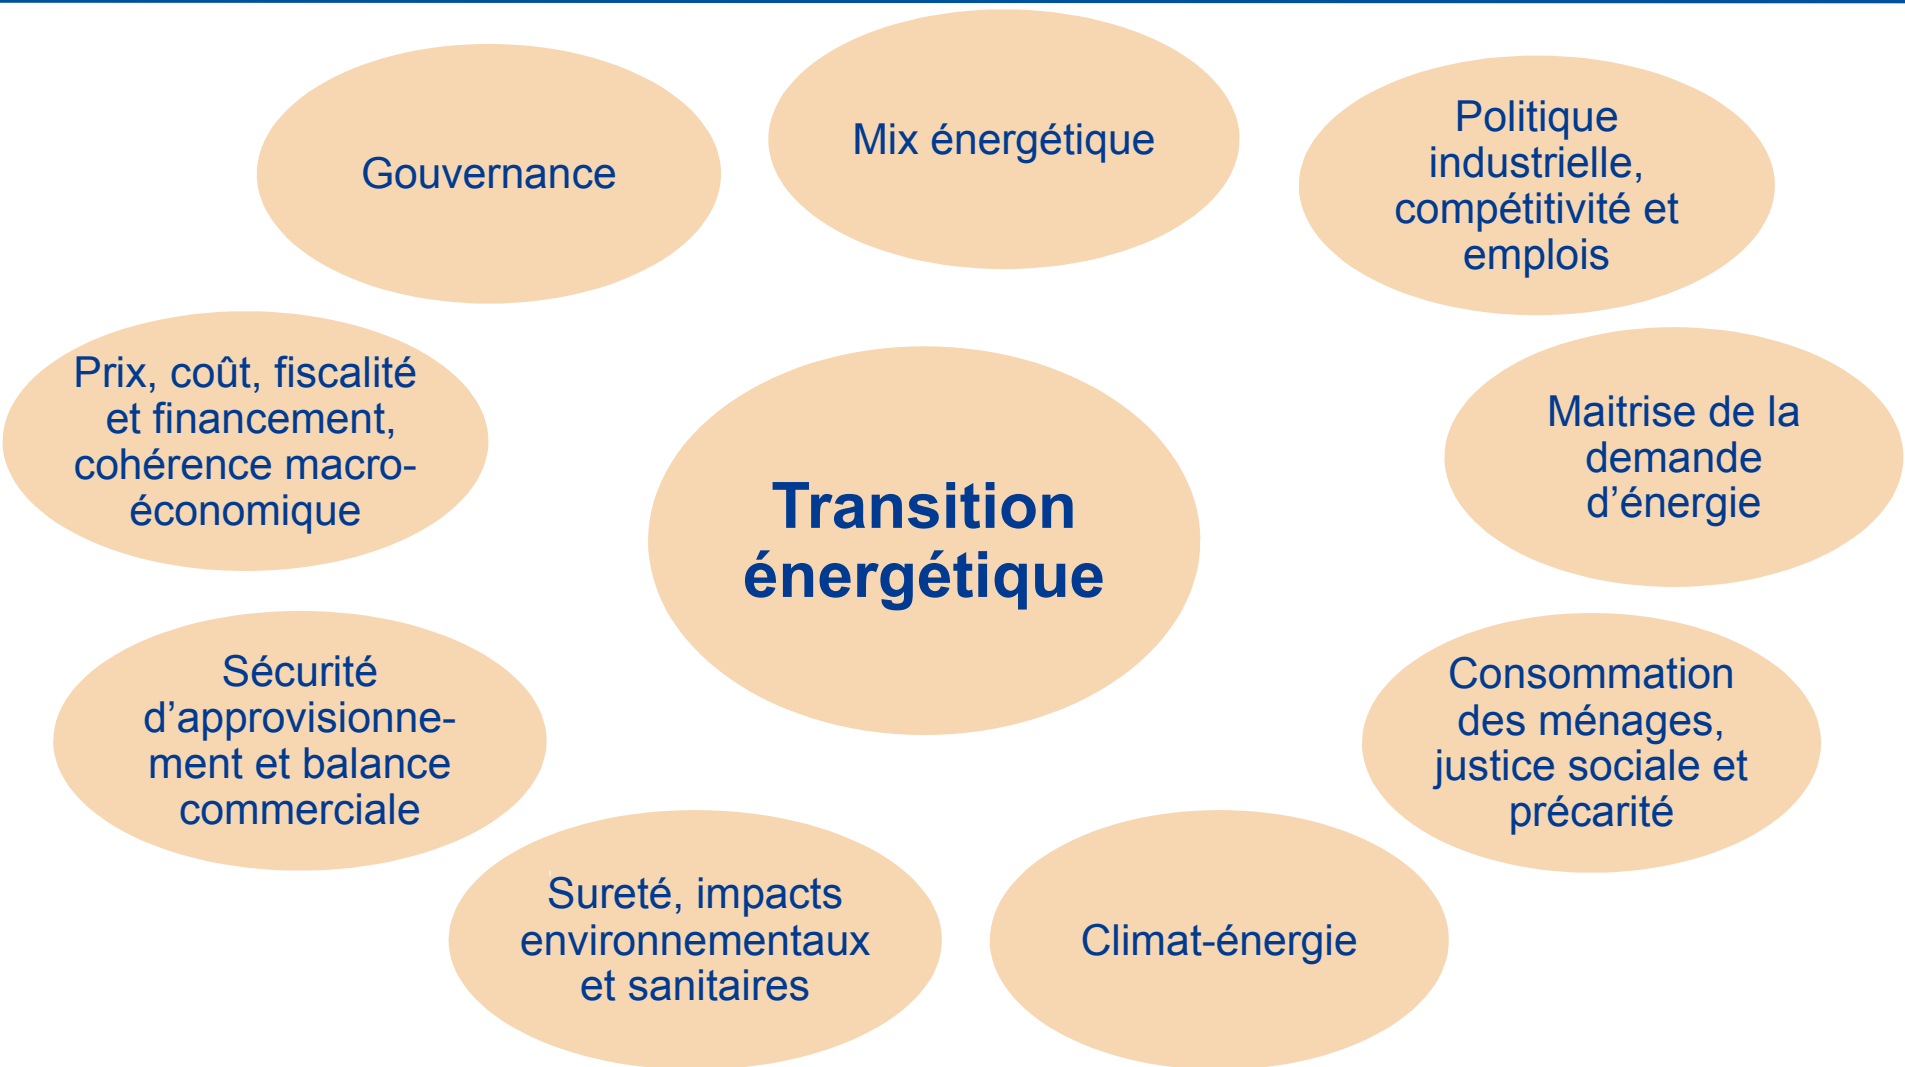 Gouvernance
Mix énergétique
Politique
industrielle,
compétitivité et
emplois
Prix, coût, fiscalité
et financement,
cohérence macro-
économique
Transition
énergétique
Maitrise de la
demande
d’énergie
Sécurité
d’approvisionne-
ment et balance
commerciale
Consommation
des ménages,
justice sociale et
précarité
Sureté, impacts
environnementaux
et sanitaires
Climat-énergie